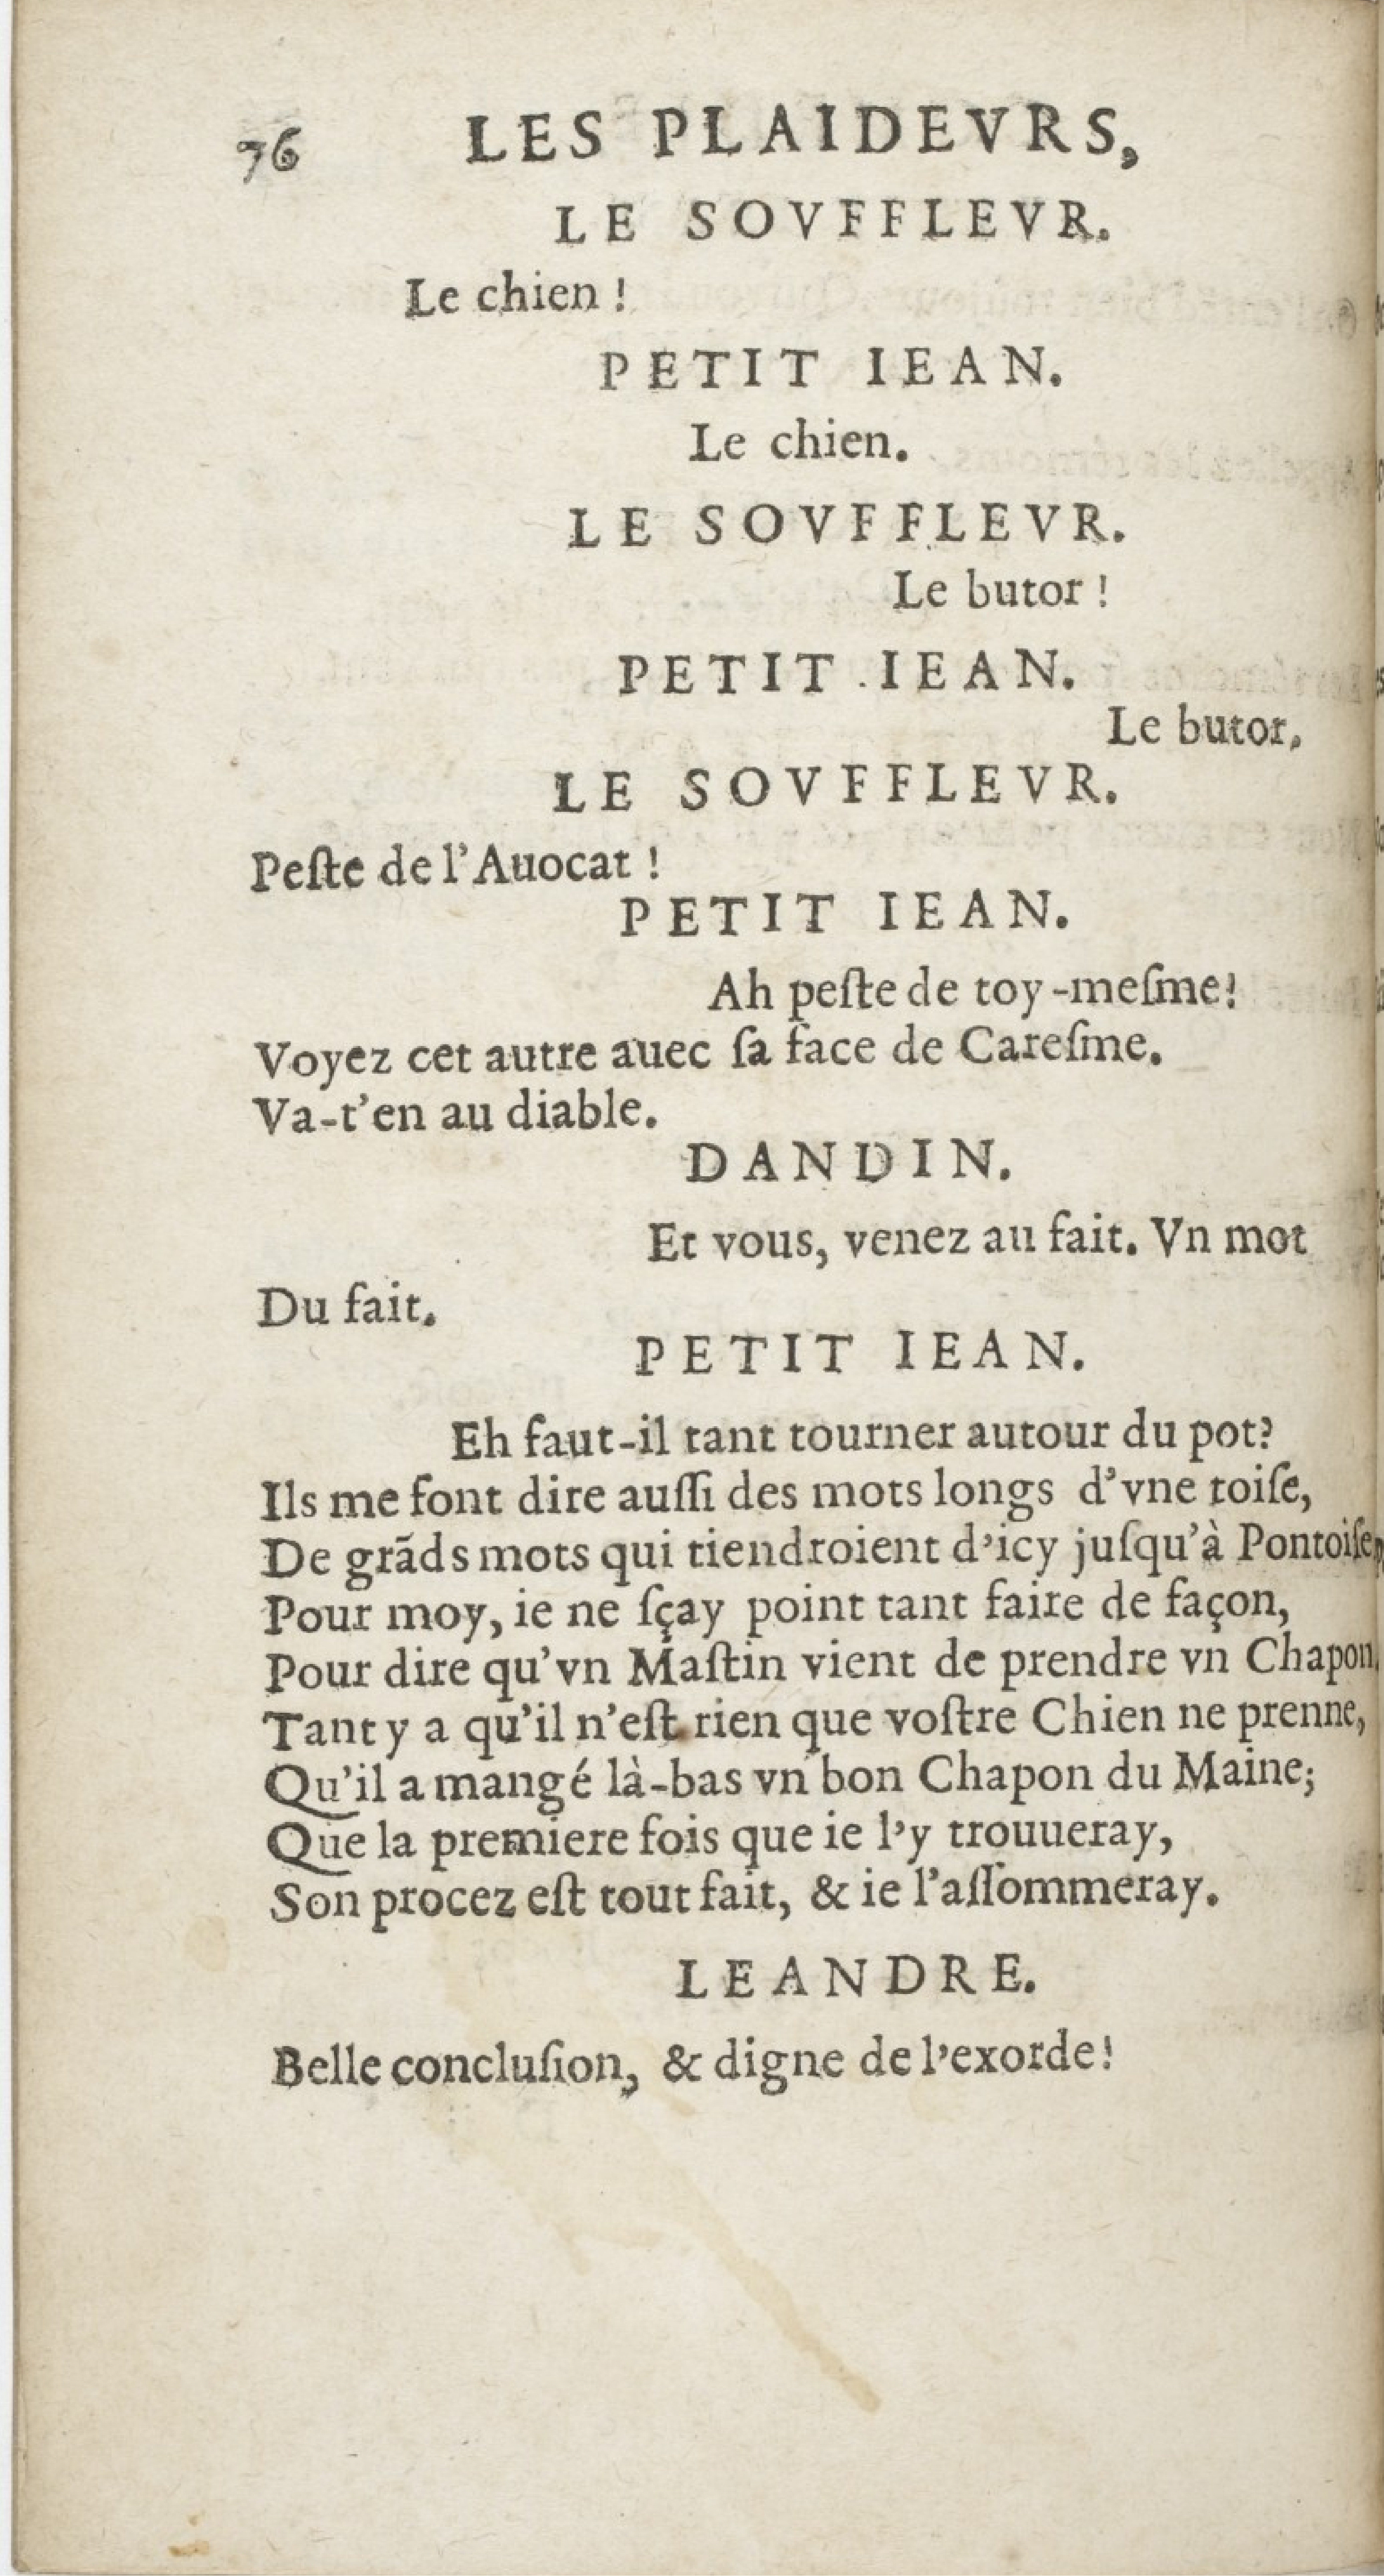 76 LES PLAIDEVRS,
LE SOVFFLEVR.
Le chien !
PETIT IEAN.
Le chien.
LE SOVFFLEVR.
Le butor !
PETIT IEAN.
Le butor,
LE SOVFFLEVR.
Peſte de l'Auocat !
PETIT IEAN.
Ah peſte de toy-meſme!
Voyez cet autre auec ſa face de Careſme.
Va-t'en au diable.
DANDIN.
Et vous, venez au fait. Vn mot
Du fait.
PETIT IEAN.
Eh faut-il tant tourner autour du pot?
Ils me font dire auſſi des mots longs d'vne toiſe,
De grãds mots qui tiendroient d'icy juſqu'à Pontoiſe,
Pour moy, ie ne ſçay point tant faire de façon,
Pour dire qu'vn Maſtin vient de prendre vn Chapon.
Tant y a qu'il n'eſt rien que voſtre Chien ne prenne,
Qu'il a mangé là-bas vn bon Chapon du Maine;
Que la premiere fois que ie l'y trouueray,
Son procez eſt tout fait, & ie l'aſſommeray.
LEANDRE.
Belle concluſion, & digne de l'exorde!